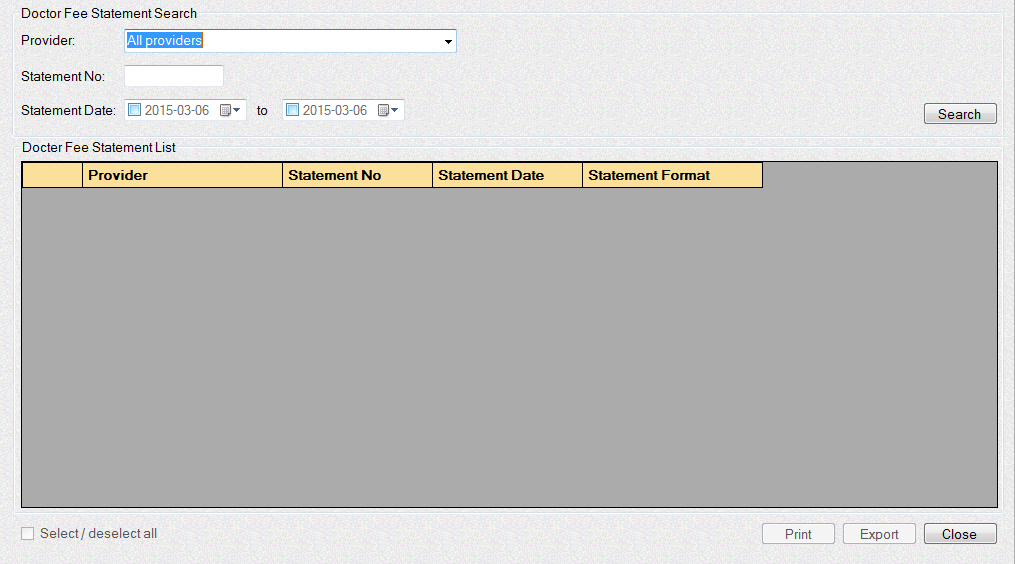 Doctor Fee Statement Search
Provider: All providers
Statement No:
Statement Date: 2015-03-06 to 2015-03-06
Search
Docter Fee Statement List
Provider Statement No Statement Date Statement Format
Select / deselect all Print Export Close